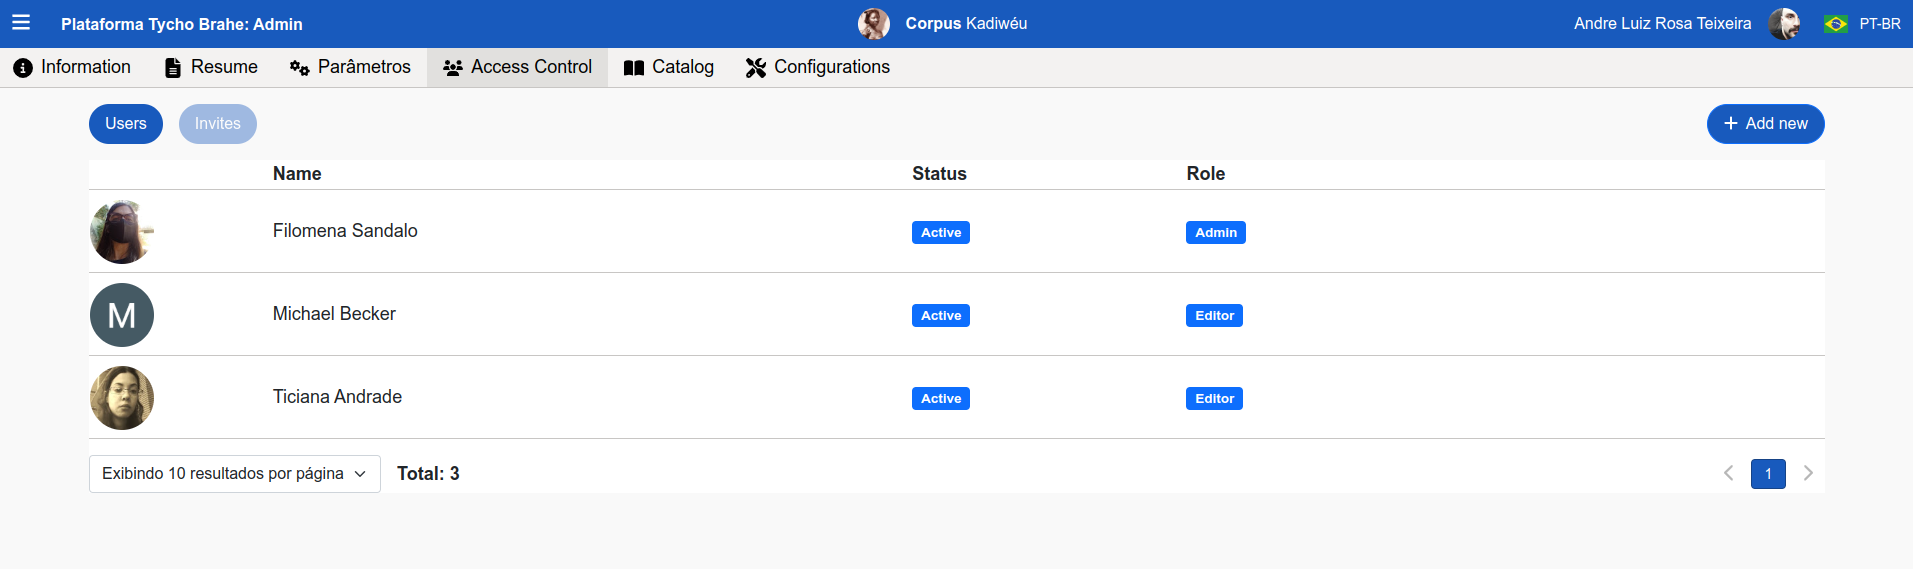 Plataforma Tycho Brahe: Admin Corpus Kadiwéu Andre Luiz Rosa Teixeira PT-BR
Information Resume Parâmetros Access Control Catalog Configurations
Users Invites Add new
Name Status Role
Filomena Sandalo Active Admin
M Michael Becker Active Editor
Ticiana Andrade Active Editor
Exibindo 10 resultados por página Total: 3 1